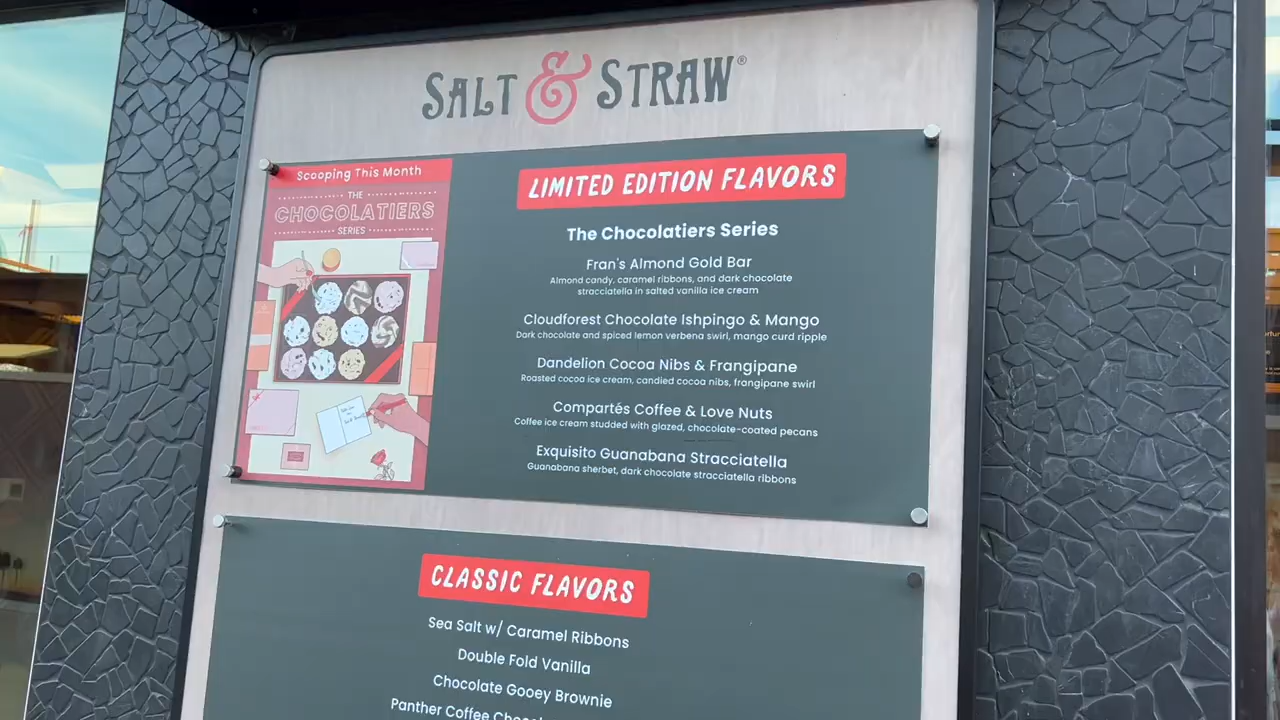 SALT & STRAW®
Scooping This Month
THE
CHOCOLATIERS
SERIES
LIMITED EDITION FLAVORS
The Chocolatiers Series
Fran's Almond Gold Bar
Almond candy, caramel ribbons, and dark chocolate
stracciatella in salted vanilla ice cream
Cloudforest Chocolate Ishpingo & Mango
Dark chocolate and spiced lemon verbena swirl, mango curd ripple
Dandelion Cocoa Nibs & Frangipane
Roasted cocoa ice cream, candied cocoa nibs, frangipane swirl
Compartés Coffee & Love Nuts
Coffee ice cream studded with glazed, chocolate-coated pecans
Exquisito Guanabana Stracciatella
Guanabana sherbet, dark chocolate stracciatella ribbons
CLASSIC FLAVORS
Sea Salt w/ Caramel Ribbons
Double Fold Vanilla
Chocolate Gooey Brownie
Panther Coffee